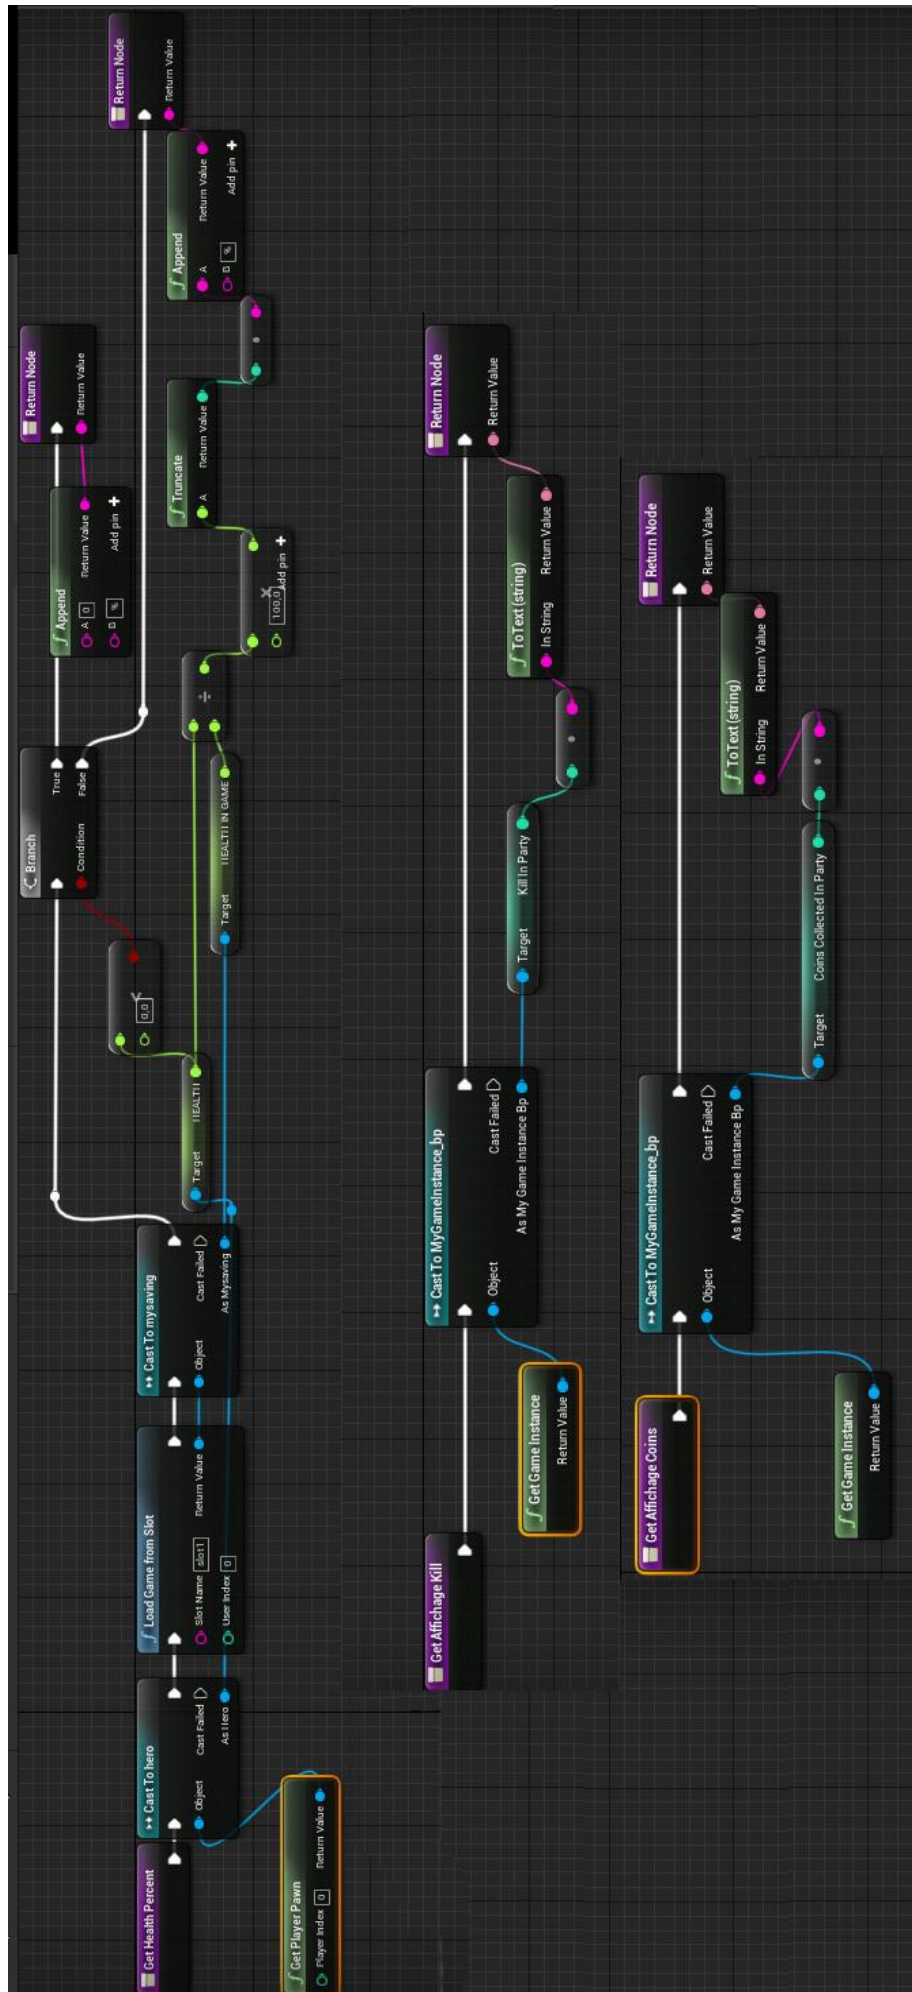 Get Health Percent
Cast To hero
Object
Cast Failed
As Hero
Get Player Pawn
Player Index 0
Return Value
Load Game from Slot
Slot Name slot1
User Index 0
Return Value
Cast To mysaving
Object
Cast Failed
As Mysaving
Target
HEALTH
Target
HEALTH IN GAME
0,0
Branch
Condition
True
False
Append
A 0
B %
Return Value
Add pin +
Return Node
Return Value
÷
100,0
Add pin +
Truncate
A
Return Value
Append
A
B %
Return Value
Add pin +
Return Node
Return Value
Get Affichage Kill
Get Game Instance
Return Value
Cast To MyGameInstance_bp
Object
Cast Failed
As My Game Instance Bp
Target
Kill In Party
ToText (string)
In String
Return Value
Return Node
Return Value
Get Affichage Coins
Get Game Instance
Return Value
Cast To MyGameInstance_bp
Object
Cast Failed
As My Game Instance Bp
Target
Coins Collected In Party
ToText (string)
In String
Return Value
Return Node
Return Value